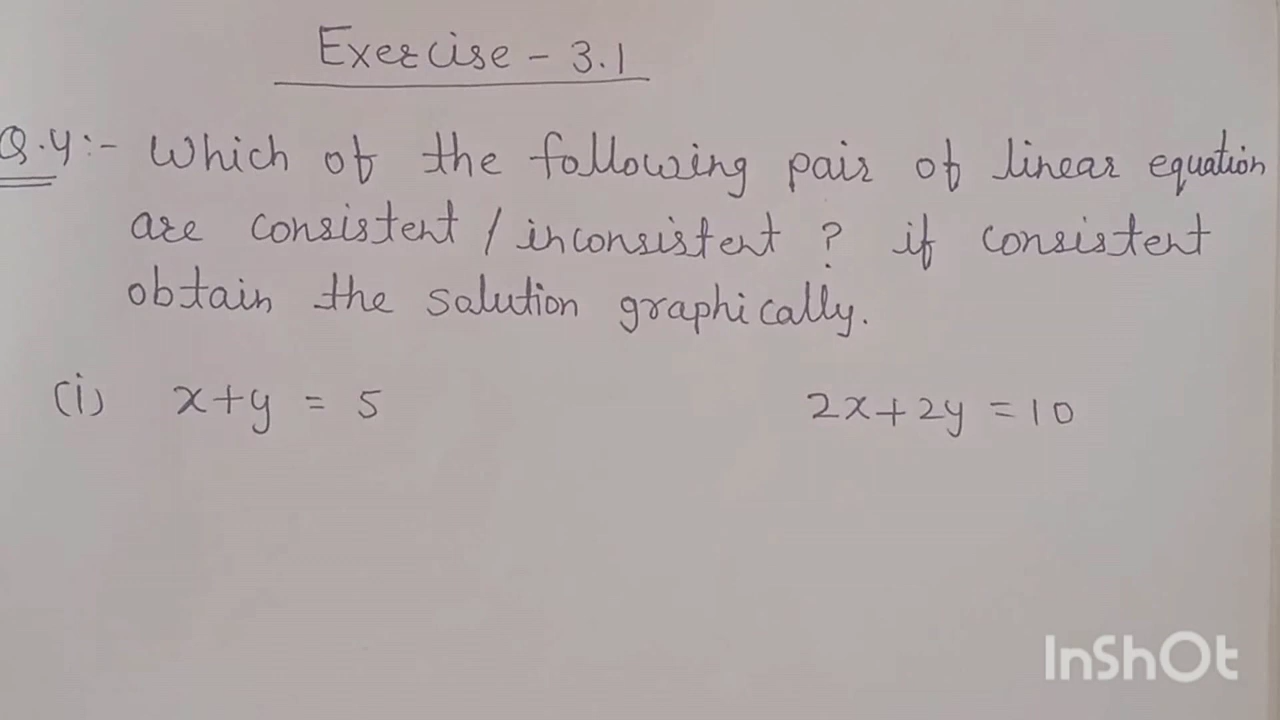 Exercise - 3.1
Q.4:- Which of the following pair of linear equation
are consistent / inconsistent ? if consistent
obtain the solution graphically.
(i) x+y = 5 2x+2y = 10
InShOt